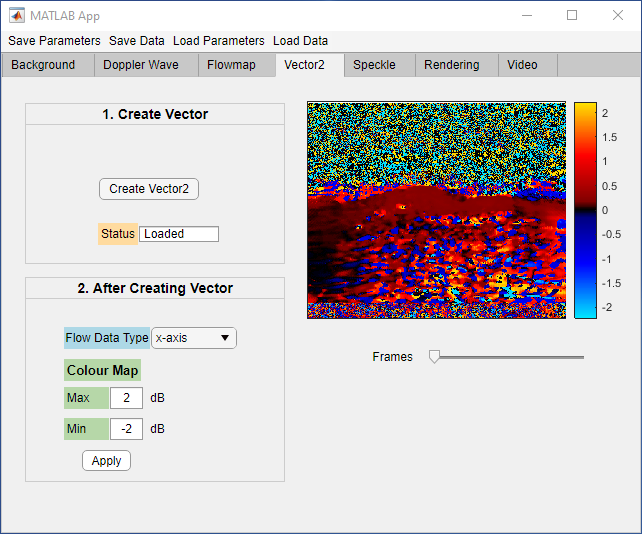 MATLAB App
Save Parameters Save Data Load Parameters Load Data
Background Doppler Wave Flowmap Vector2 Speckle Rendering Video
1. Create Vector
Create Vector2
Status Loaded
2. After Creating Vector
Flow Data Type x-axis
Colour Map
Max 2 dB
Min -2 dB
Apply
2
1.5
1
0.5
0
-0.5
-1
-1.5
-2
Frames